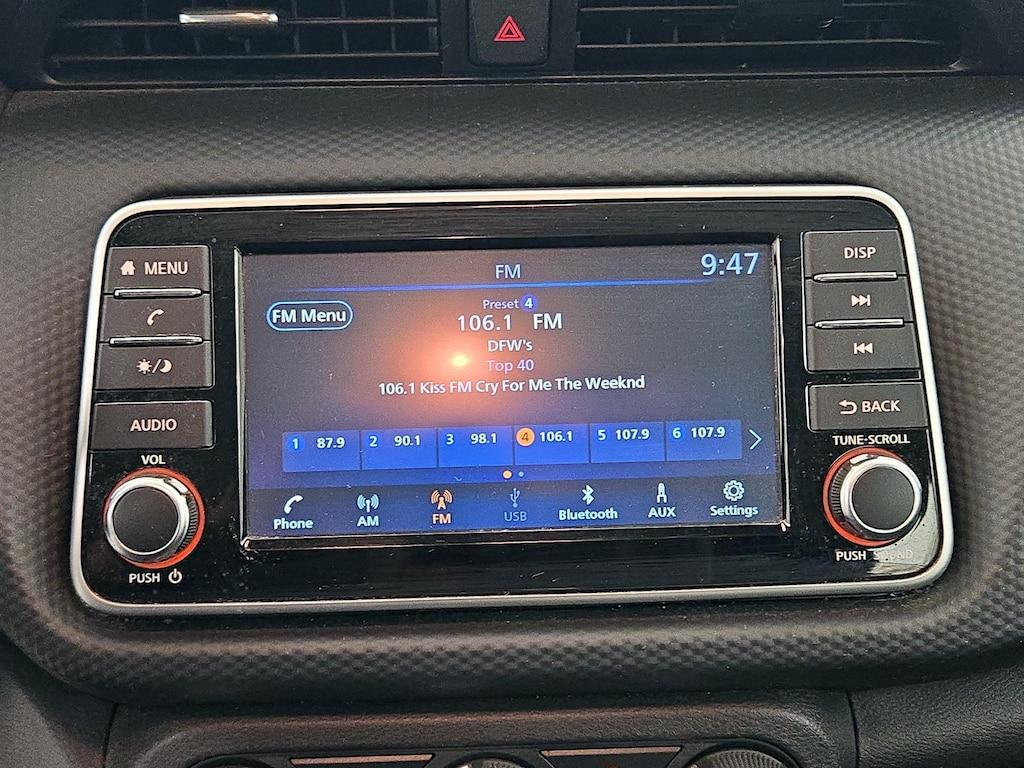 MENU
AUDIO
VOL
PUSH
FM
9:47
FM Menu
Preset 4
106.1 FM
DFW's
Top 40
106.1 Kiss FM Cry For Me The Weeknd
1 87.9 2 90.1 3 98.1 4 106.1 5 107.9 6 107.9
Phone AM FM USB Bluetooth AUX Settings
DISP
BACK
TUNE·SCROLL
PUSH SOUND